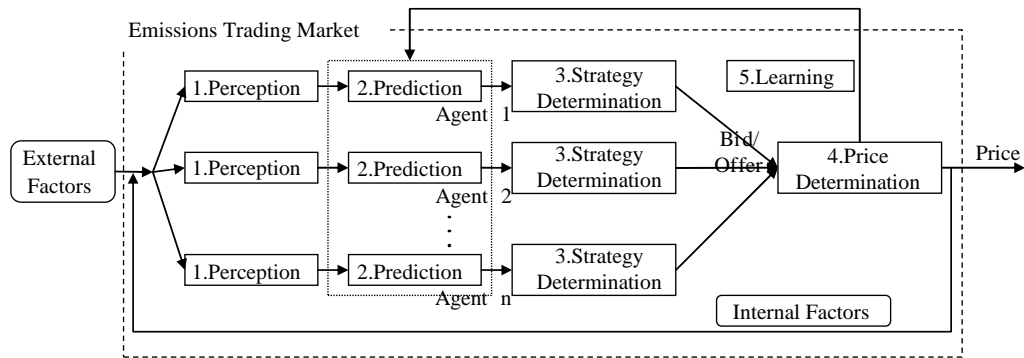 Emissions Trading Market
1.Perception
2.Prediction
3.Strategy
Determination
5.Learning
Agent 1
External
Factors
1.Perception
2.Prediction
3.Strategy
Determination
Bid/
Offer
4.Price
Determination
Price
Agent 2
1.Perception
2.Prediction
3.Strategy
Determination
Agent n
Internal Factors